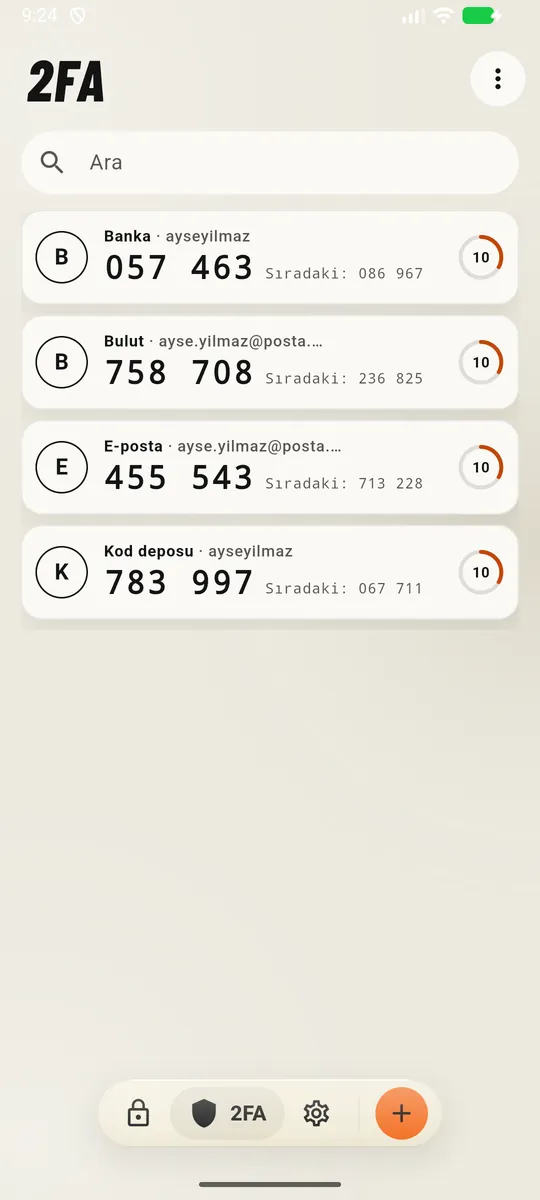 9:24
2FA
Ara
B
Banka · ayseyilmaz
057 463 Sıradaki: 086 967
10
B
Bulut · ayse.yilmaz@posta.…
758 708 Sıradaki: 236 825
10
E
E-posta · ayse.yilmaz@posta.…
455 543 Sıradaki: 713 228
10
K
Kod deposu · ayseyilmaz
783 997 Sıradaki: 067 711
10
2FA